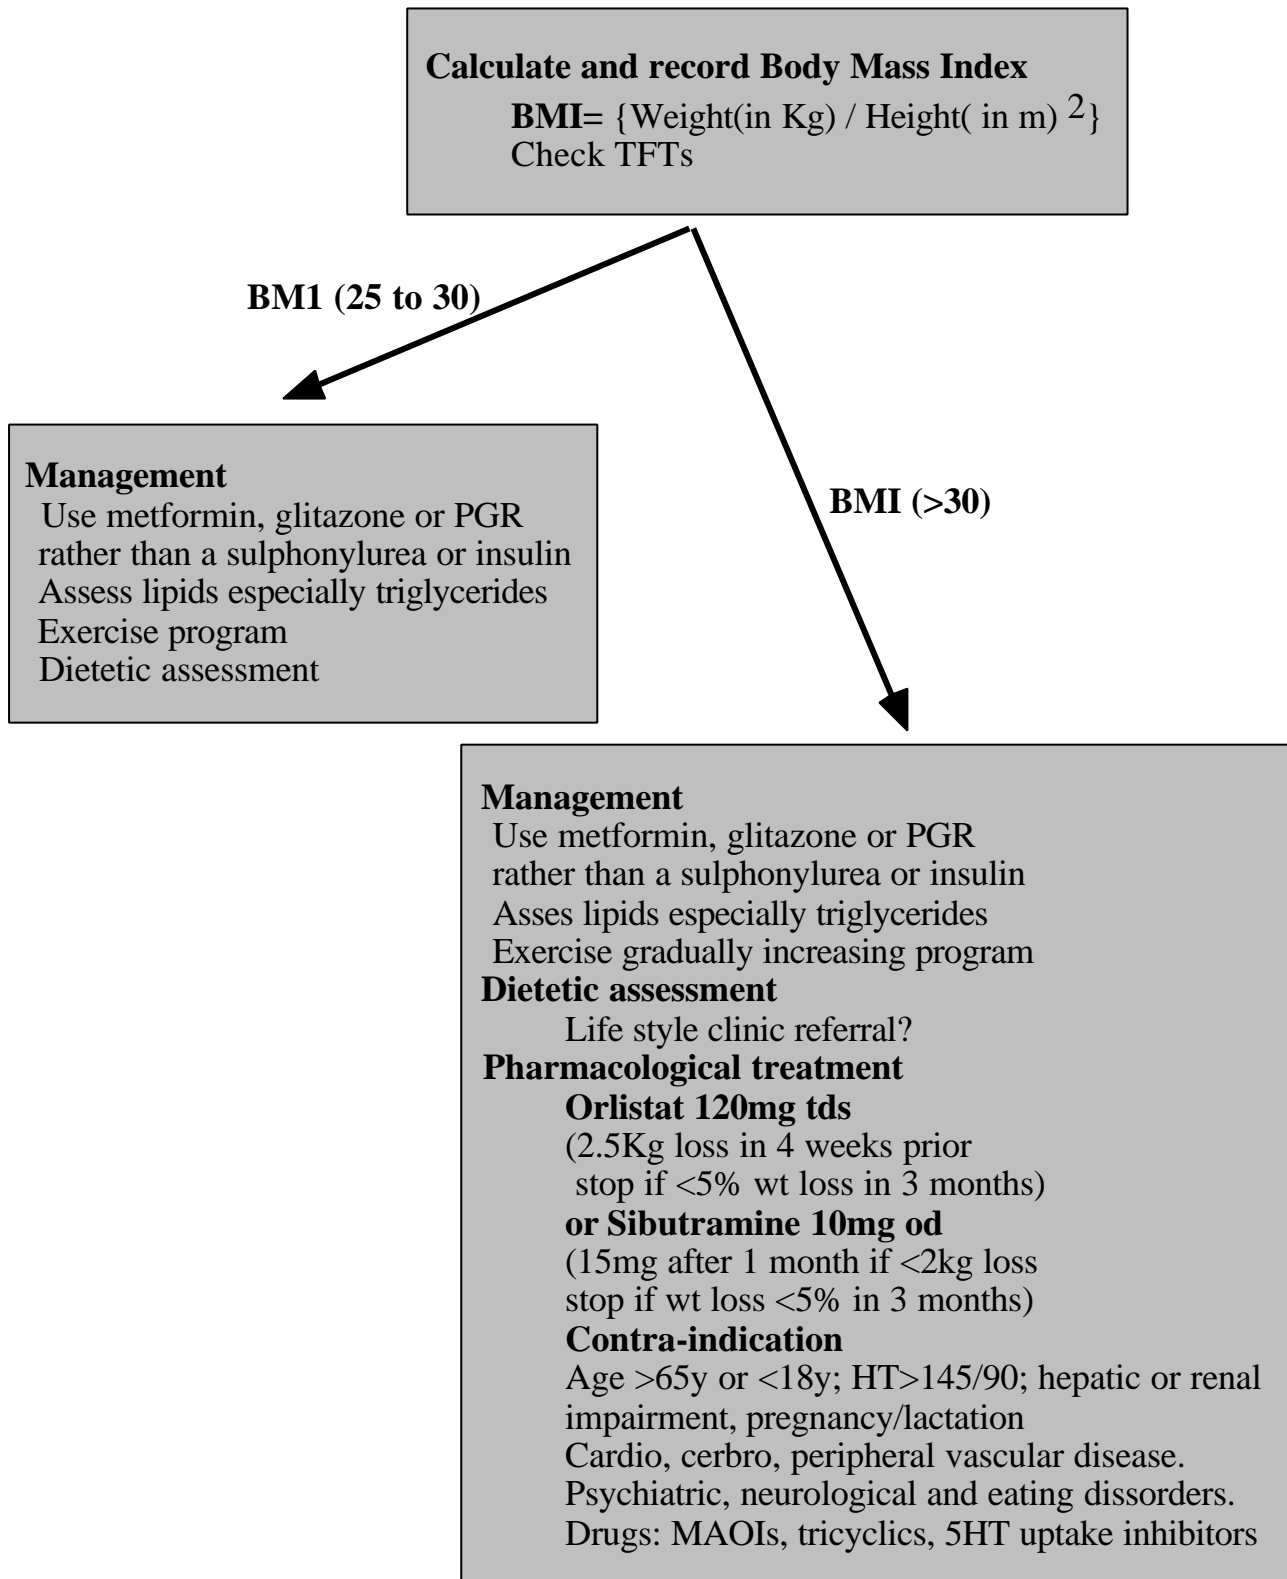 Calculate and record Body Mass Index
BMI= {Weight(in Kg) / Height( in m) 2}
Check TFTs
BM1 (25 to 30)
Management
Use metformin, glitazone or PGR
rather than a sulphonylurea or insulin
Assess lipids especially triglycerides
Exercise program
Dietetic assessment
BMI (>30)
Management
Use metformin, glitazone or PGR
rather than a sulphonylurea or insulin
Asses lipids especially triglycerides
Exercise gradually increasing program
Dietetic assessment
Life style clinic referral?
Pharmacological treatment
Orlistat 120mg tds
(2.5Kg loss in 4 weeks prior
stop if <5% wt loss in 3 months)
or Sibutramine 10mg od
(15mg after 1 month if <2kg loss
stop if wt loss <5% in 3 months)
Contra-indication
Age >65y or <18y; HT>145/90; hepatic or renal
impairment, pregnancy/lactation
Cardio, cerbro, peripheral vascular disease.
Psychiatric, neurological and eating dissorders.
Drugs: MAOIs, tricyclics, 5HT uptake inhibitors